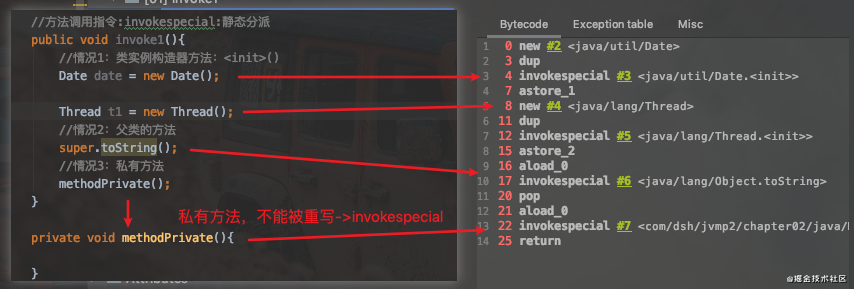 [01] invoke1
//方法调用指令:invokespecial:静态分派
public void invoke1(){
//情况1: 类实例构造器方法: <init>()
Date date = new Date();
Thread t1 = new Thread();
//情况2: 父类的方法
super.toString();
//情况3: 私有方法
methodPrivate();
}
私有方法，不能被重写->invokespecial
private void methodPrivate(){
}
Attributes
Bytecode Exception table Misc
1 0 new #2 <java/util/Date>
2 3 dup
3 4 invokespecial #3 <java/util/Date.<init>>
4 7 astore_1
5 8 new #4 <java/lang/Thread>
6 11 dup
7 12 invokespecial #5 <java/lang/Thread.<init>>
8 15 astore_2
9 16 aload_0
10 17 invokespecial #6 <java/lang/Object.toString>
11 20 pop
12 21 aload_0
13 22 invokespecial #7 <com/dsh/jvmp2/chapter02/java/
14 25 return
@掘金技术社区